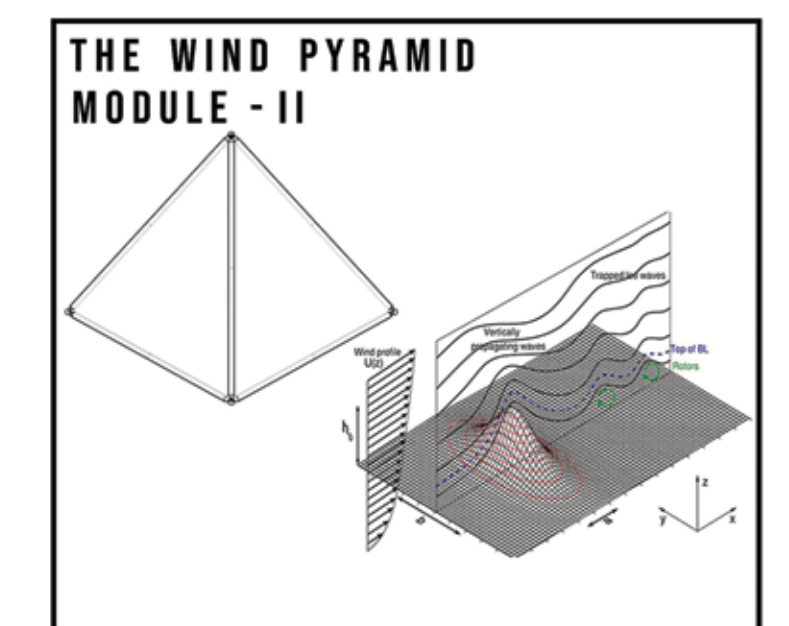 THE WIND PYRAMID
MODULE - II
Trapped lee waves
Vertically
propagating waves
Wind profile
U(z)
Top of BL
Rotors
h
z
y
x